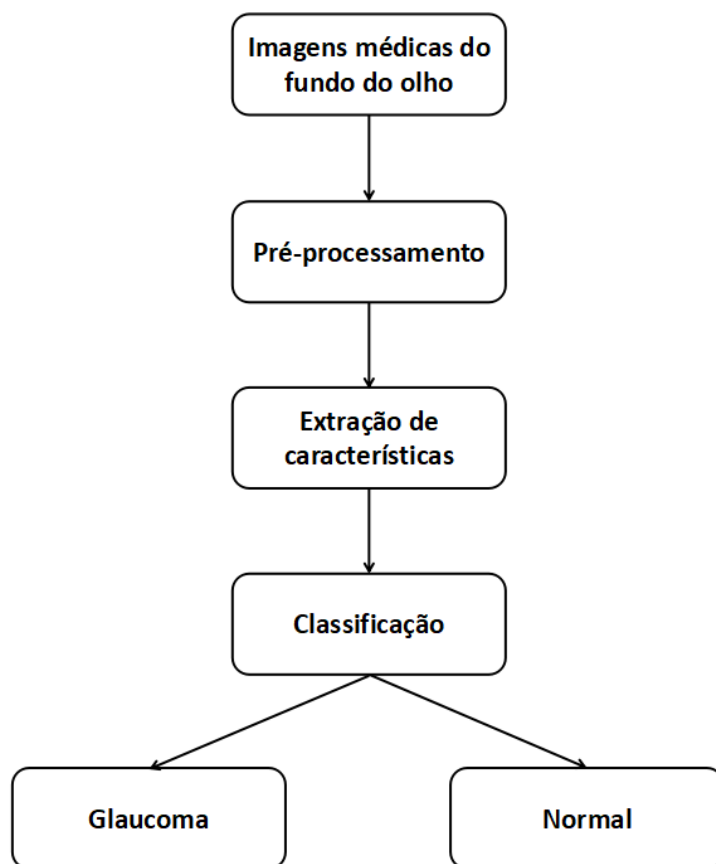 Imagens médicas do
fundo do olho
Pré-processamento
Extração de
características
Classificação
Glaucoma
Normal